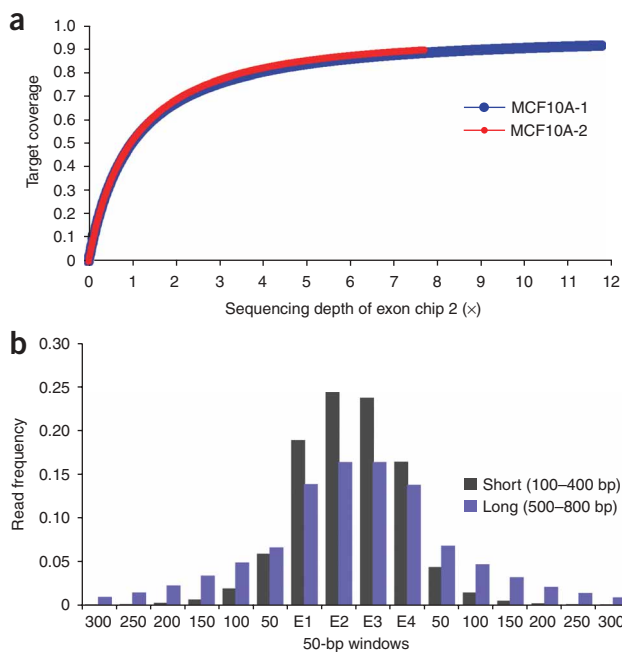 a
1.0
0.9
0.8
0.7
0.6
0.5
0.4
0.3
0.2
0.1
0
Target coverage
MCF10A-1
MCF10A-2
0 1 2 3 4 5 6 7 8 9 10 11 12
Sequencing depth of exon chip 2 (×)
b
0.30
0.25
0.20
0.15
0.10
0.05
0
Read frequency
Short (100–400 bp)
Long (500–800 bp)
300 250 200 150 100 50 E1 E2 E3 E4 50 100 150 200 250 300
50-bp windows